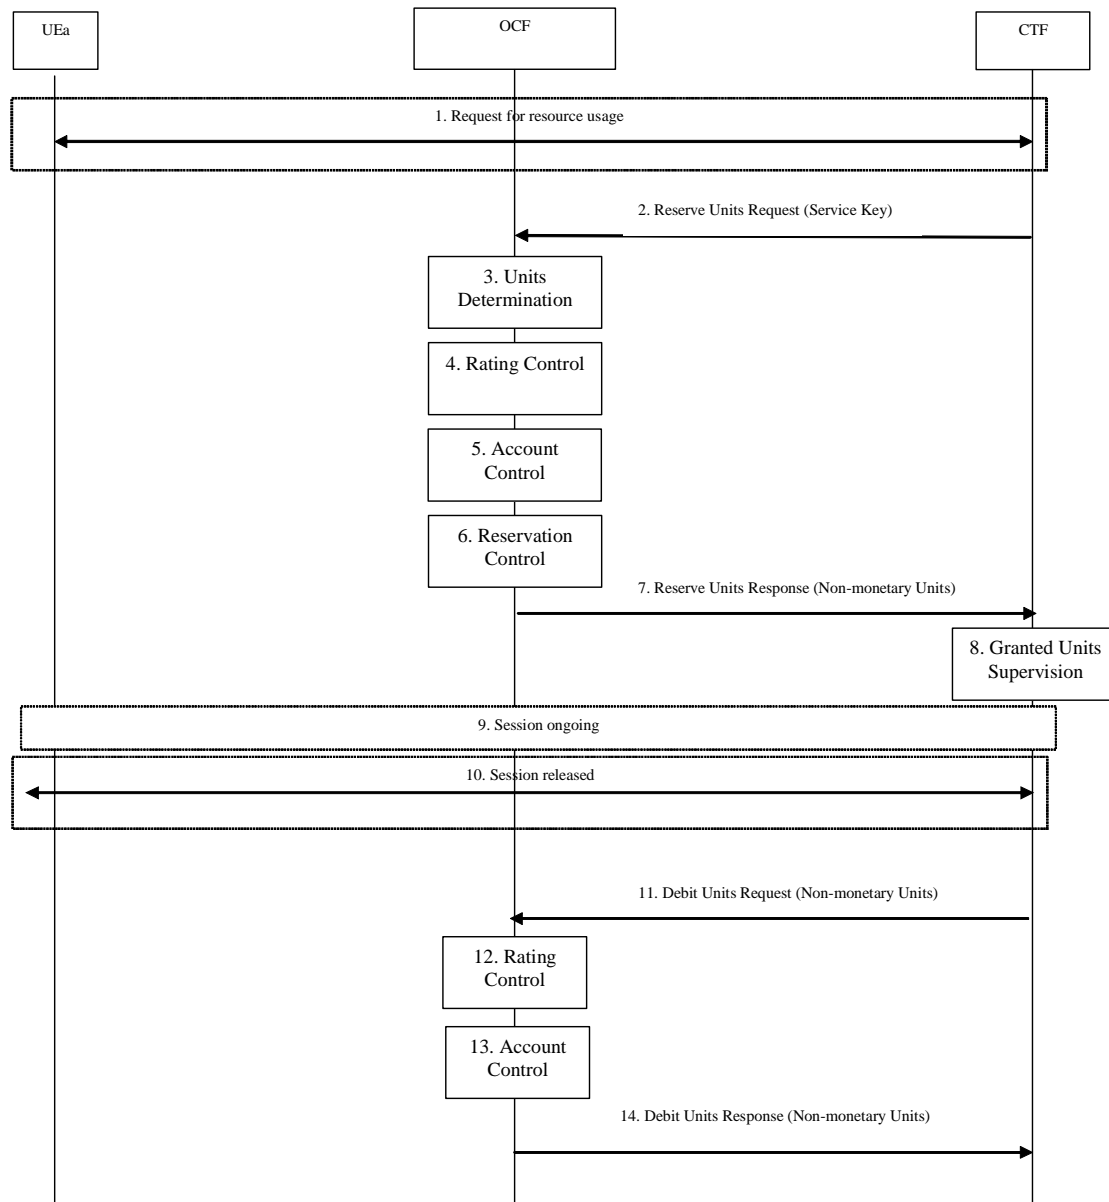 UEa
OCF
CTF
1. Request for resource usage
2. Reserve Units Request (Service Key)
3. Units
Determination
4. Rating Control
5. Account
Control
6. Reservation
Control
7. Reserve Units Response (Non-monetary Units)
8. Granted Units
Supervision
9. Session ongoing
10. Session released
11. Debit Units Request (Non-monetary Units)
12. Rating
Control
13. Account
Control
14. Debit Units Response (Non-monetary Units)